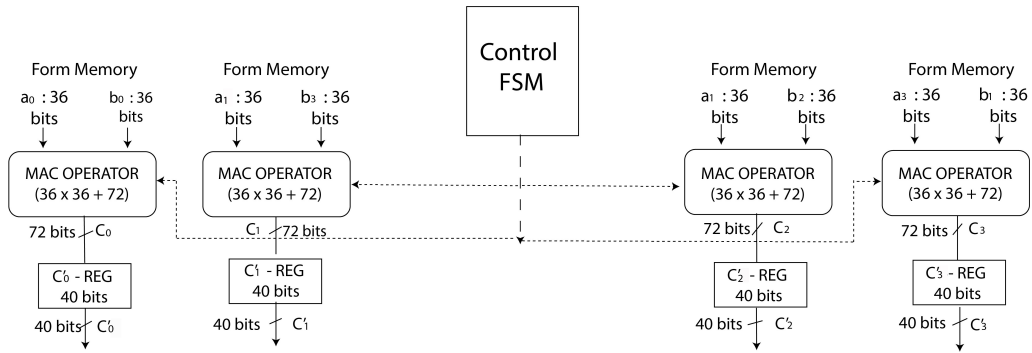 Control
FSM
Form Memory
a0 : 36
bits
b0 : 36
bits
MAC OPERATOR
(36 x 36 + 72)
72 bits
C0
C'0 - REG
40 bits
40 bits
C'0
Form Memory
a1 : 36
bits
b3 : 36
bits
MAC OPERATOR
(36 x 36 + 72)
C1
72 bits
C'1 - REG
40 bits
40 bits
C'1
Form Memory
a1 : 36
bits
b2 : 36
bits
MAC OPERATOR
(36 x 36 + 72)
72 bits
C2
C'2 - REG
40 bits
40 bits
C'2
Form Memory
a3 : 36
bits
b1 : 36
bits
MAC OPERATOR
(36 x 36 + 72)
72 bits
C3
C'3 - REG
40 bits
40 bits
C'3